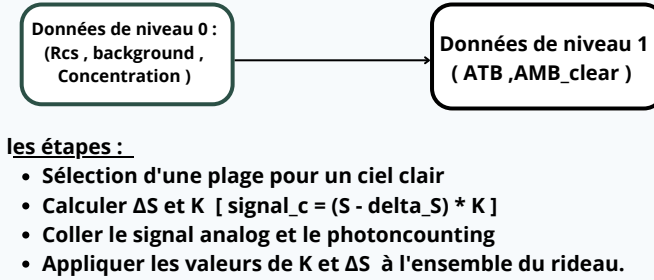 Données de niveau 0 :
(Rcs , background ,
Concentration )
Données de niveau 1
( ATB ,AMB_clear )
les étapes :
• Sélection d'une plage pour un ciel clair
• Calculer ΔS et K [ signal_c = (S - delta_S) * K ]
• Coller le signal analog et le photoncounting
• Appliquer les valeurs de K et ΔS à l'ensemble du rideau.